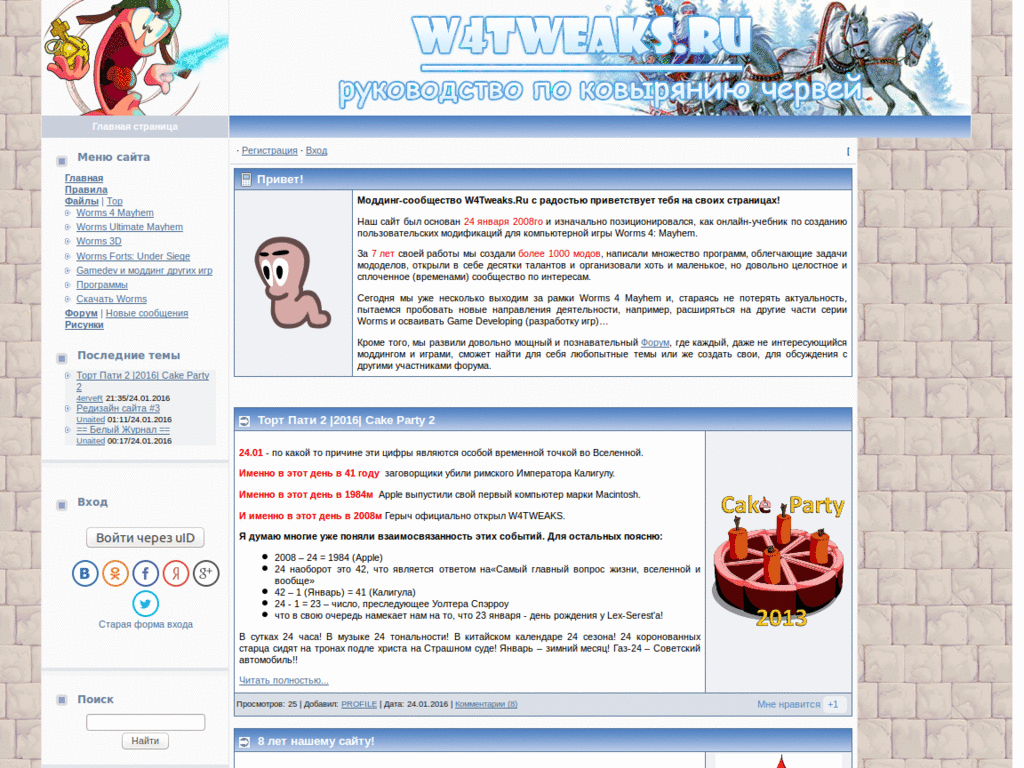 W4TWEAKS.RU
руководство по ковырянию червей
Главная страница
Меню сайта
Главная
Правила
Файлы | Top
Worms 4 Mayhem
Worms Ultimate Mayhem
Worms 3D
Worms Forts: Under Siege
Gamedev и моддинг других игр
Программы
Скачать Worms
Форум | Новые сообщения
Рисунки
Последние темы
Торт Пати 2 |2016| Cake Party
2
4erveR 21:35/24.01.2016
Редизайн сайта #3
Unaited 01:11/24.01.2016
== Белый Журнал ==
Unaited 00:17/24.01.2016
Вход
Войти через uID
Старая форма входа
Поиск
Найти
· Регистрация · Вход
[
Привет!
Моддинг-сообщество W4Tweaks.Ru с радостью приветствует тебя на своих страницах!
Наш сайт был основан 24 января 2008го и изначально позиционировался, как онлайн-учебник по созданию
пользовательских модификаций для компьютерной игры Worms 4: Mayhem.
За 7 лет своей работы мы создали более 1000 модов, написали множество программ, облегчающие задачи
мододелов, открыли в себе десятки талантов и организовали хоть и маленькое, но довольно целостное и
сплоченное (временами) сообщество по интересам.
Сегодня мы уже несколько выходим за рамки Worms 4 Mayhem и, стараясь не потерять актуальность,
пытаемся пробовать новые направления деятельности, например, расширяться на другие части серии
Worms и осваивать Game Developing (разработку игр)...
Кроме того, мы развили довольно мощный и познавательный Форум, где каждый, даже не интересующийся
моддингом и играми, сможет найти для себя любопытные темы или же создать свои, для обсуждения с
другими участниками форума.
Торт Пати 2 |2016| Cake Party 2
24.01 - по какой то причине эти цифры являются особой временной точкой во Вселенной.
Именно в этот день в 41 году заговорщики убили римского Императора Калигулу.
Именно в этот день в 1984м Apple выпустили свой первый компьютер марки Macintosh.
И именно в этот день в 2008м Герыч официально открыл W4TWEAKS.
Я думаю многие уже поняли взаимосвязанность этих событий. Для остальных поясню:
2008 – 24 = 1984 (Apple)
24 наоборот это 42, что является ответом на«Самый главный вопрос жизни, вселенной и
вообще»
42 – 1 (Январь) = 41 (Калигула)
24 - 1 = 23 – число, преследующее Уолтера Спэрроу
что в свою очередь намекает нам на то, что 23 января - день рождения у Lex-Serest'a!
В сутках 24 часа! В музыке 24 тональности! В китайском календаре 24 сезона! 24 коронованных
старца сидят на тронах подле христа на Страшном суде! Январь – зимний месяц! Газ-24 – Советский
автомобиль!!
Читать полностью...
Cake Party
2013
Просмотров: 25 | Добавил: PROFILE | Дата: 24.01.2016 | Комментарии (8)
Мне нравится +1
8 лет нашему сайту!